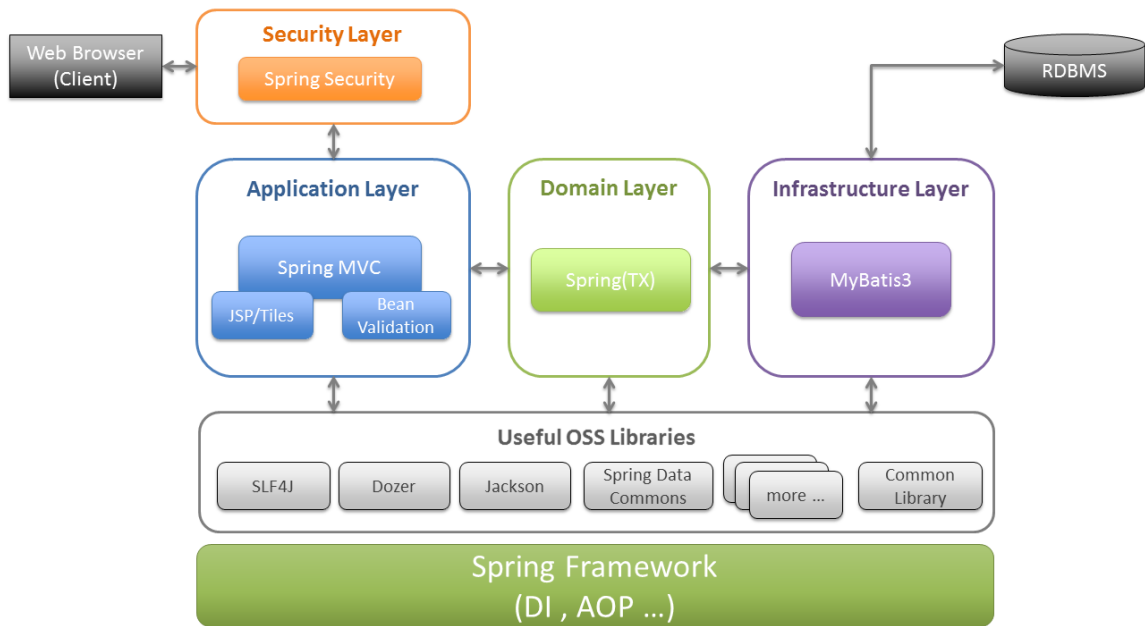 Security Layer
Web Browser
(Client)
Spring Security
RDBMS
Application Layer
Domain Layer
Infrastructure Layer
Spring MVC
JSP/Tiles
Bean
Validation
Spring(TX)
MyBatis3
Useful OSS Libraries
SLF4J
Dozer
Jackson
Spring Data
Commons
more ...
Common
Library
Spring Framework
(DI , AOP ...)